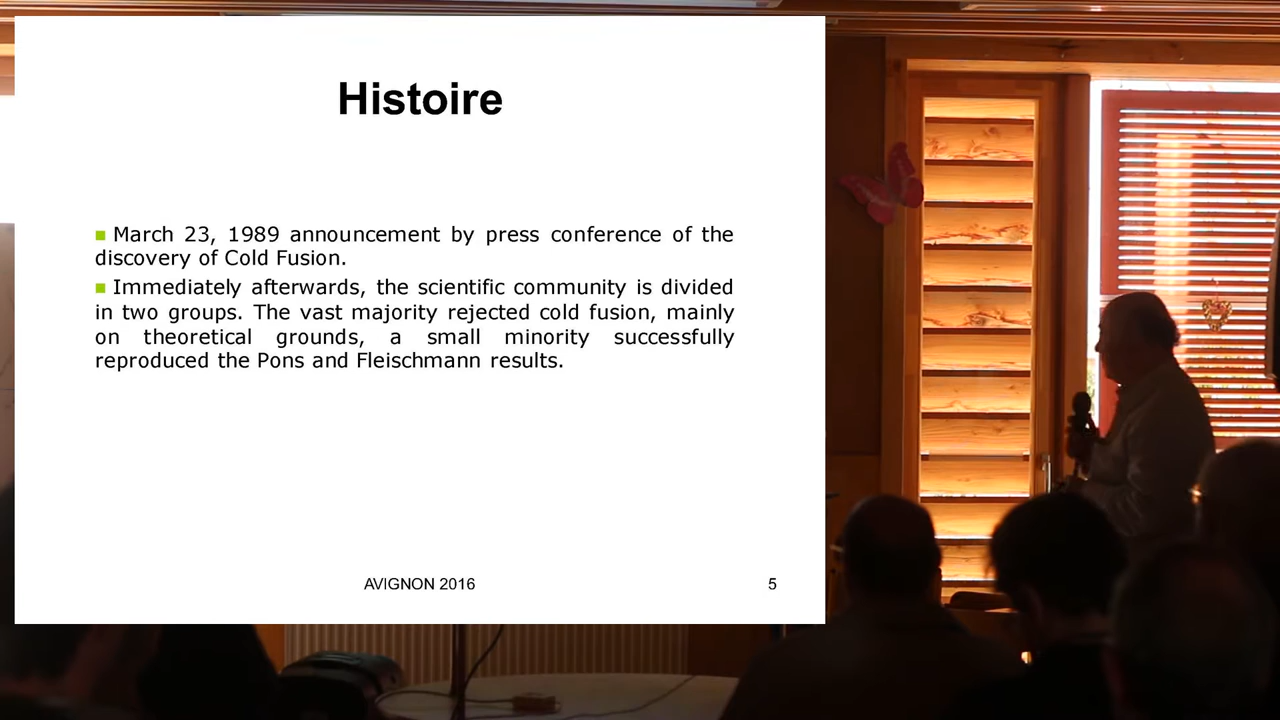 Histoire
March 23, 1989 announcement by press conference of the
discovery of Cold Fusion.
Immediately afterwards, the scientific community is divided
in two groups. The vast majority rejected cold fusion, mainly
on theoretical grounds, a small minority successfully
reproduced the Pons and Fleischmann results.
AVIGNON 2016
5